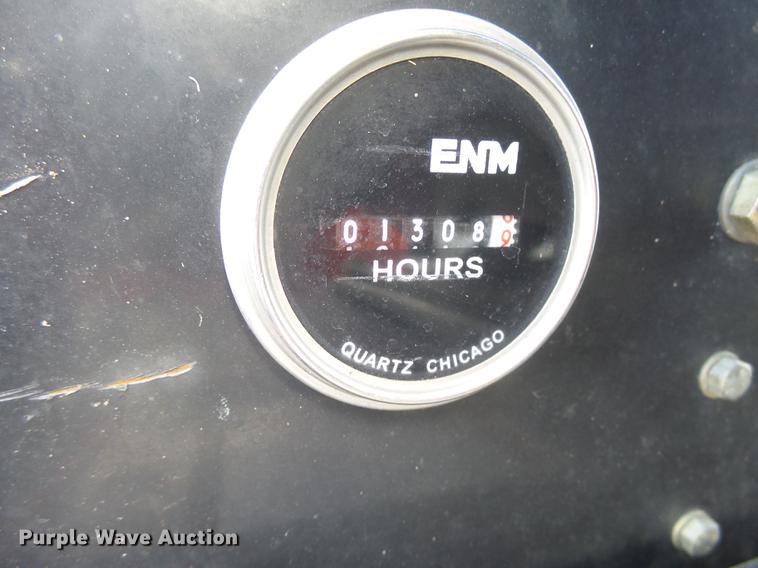 ENM
01308
HOURS
QUARTZ CHICAGO
Purple Wave Auction